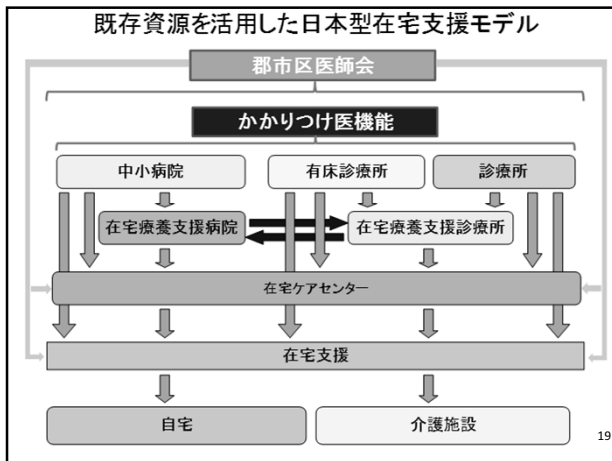 既存資源を活用した日本型在宅支援モデル
郡市区医師会
かかりつけ医機能
中小病院
有床診療所
診療所
在宅療養支援病院
在宅療養支援診療所
在宅ケアセンター
在宅支援
自宅
介護施設
19